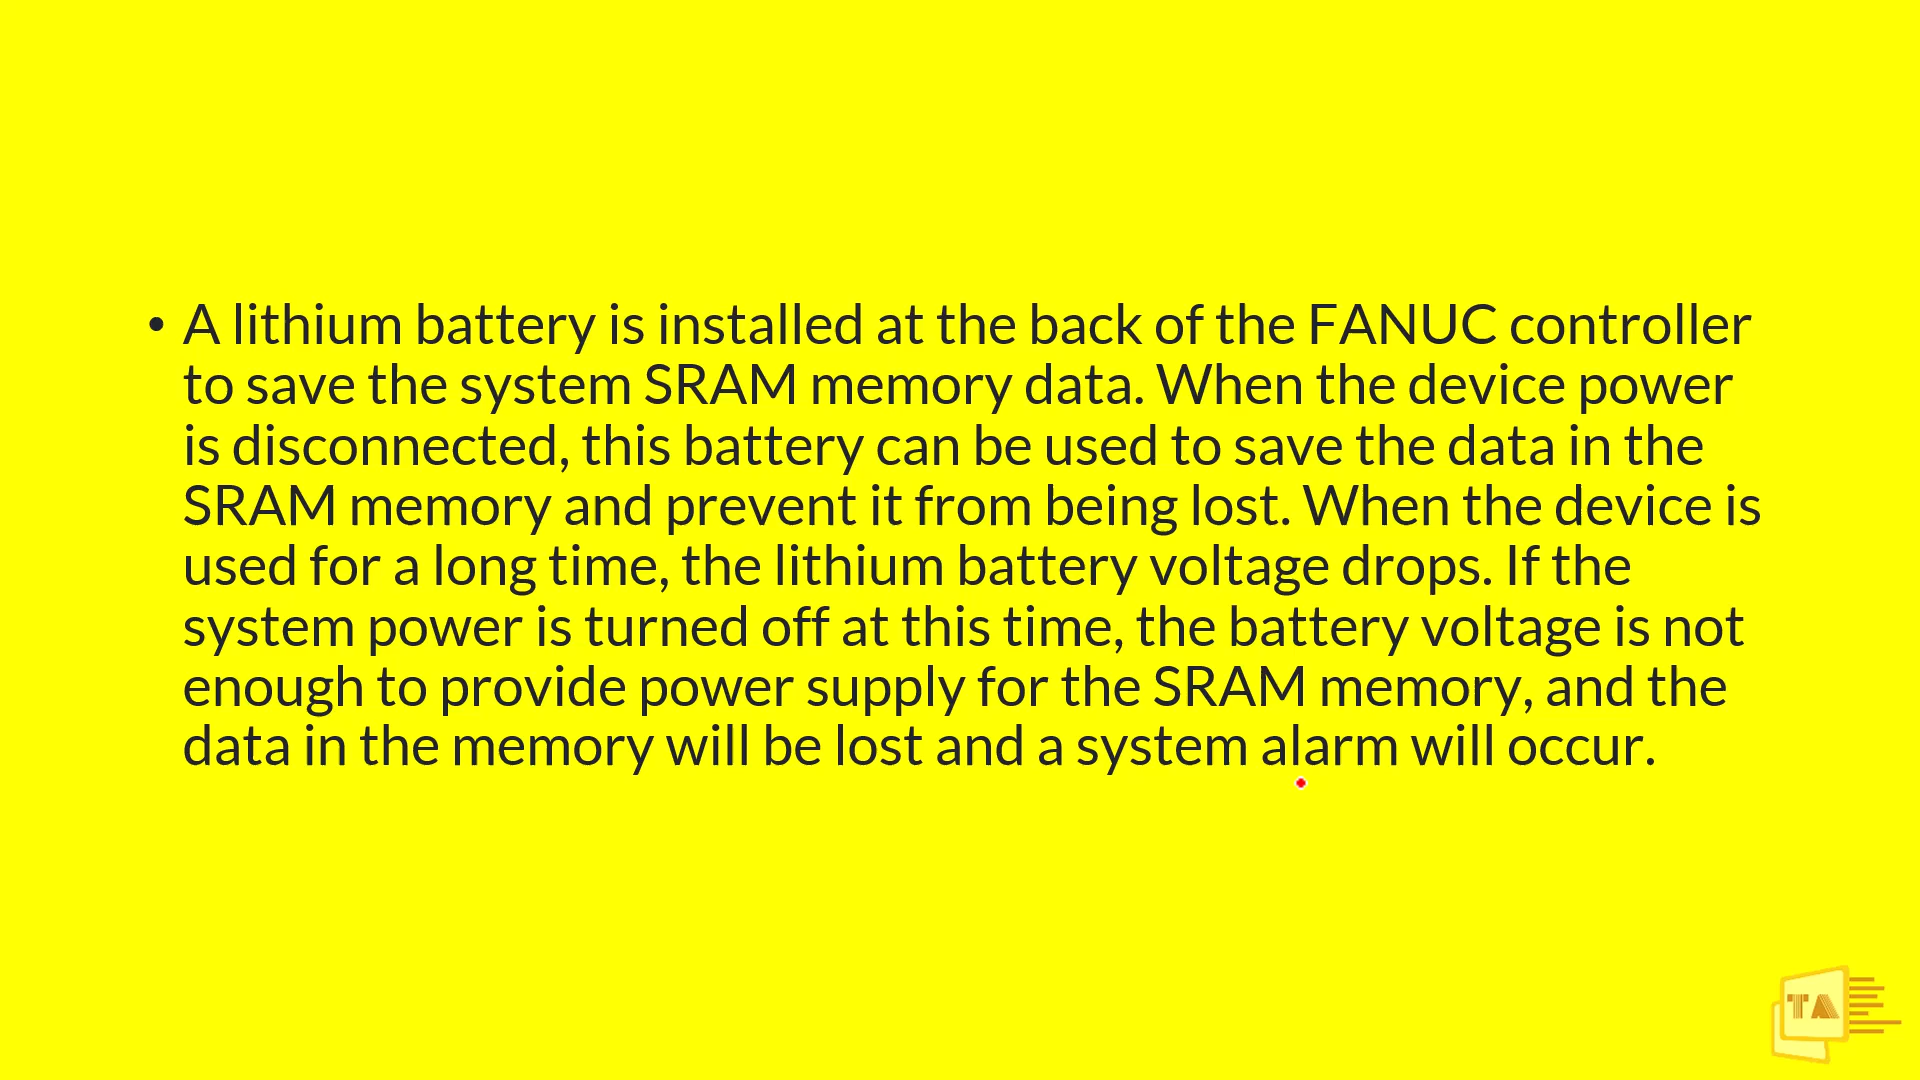 • A lithium battery is installed at the back of the FANUC controller
to save the system SRAM memory data. When the device power
is disconnected, this battery can be used to save the data in the
SRAM memory and prevent it from being lost. When the device is
used for a long time, the lithium battery voltage drops. If the
system power is turned off at this time, the battery voltage is not
enough to provide power supply for the SRAM memory, and the
data in the memory will be lost and a system alarm will occur.
TA